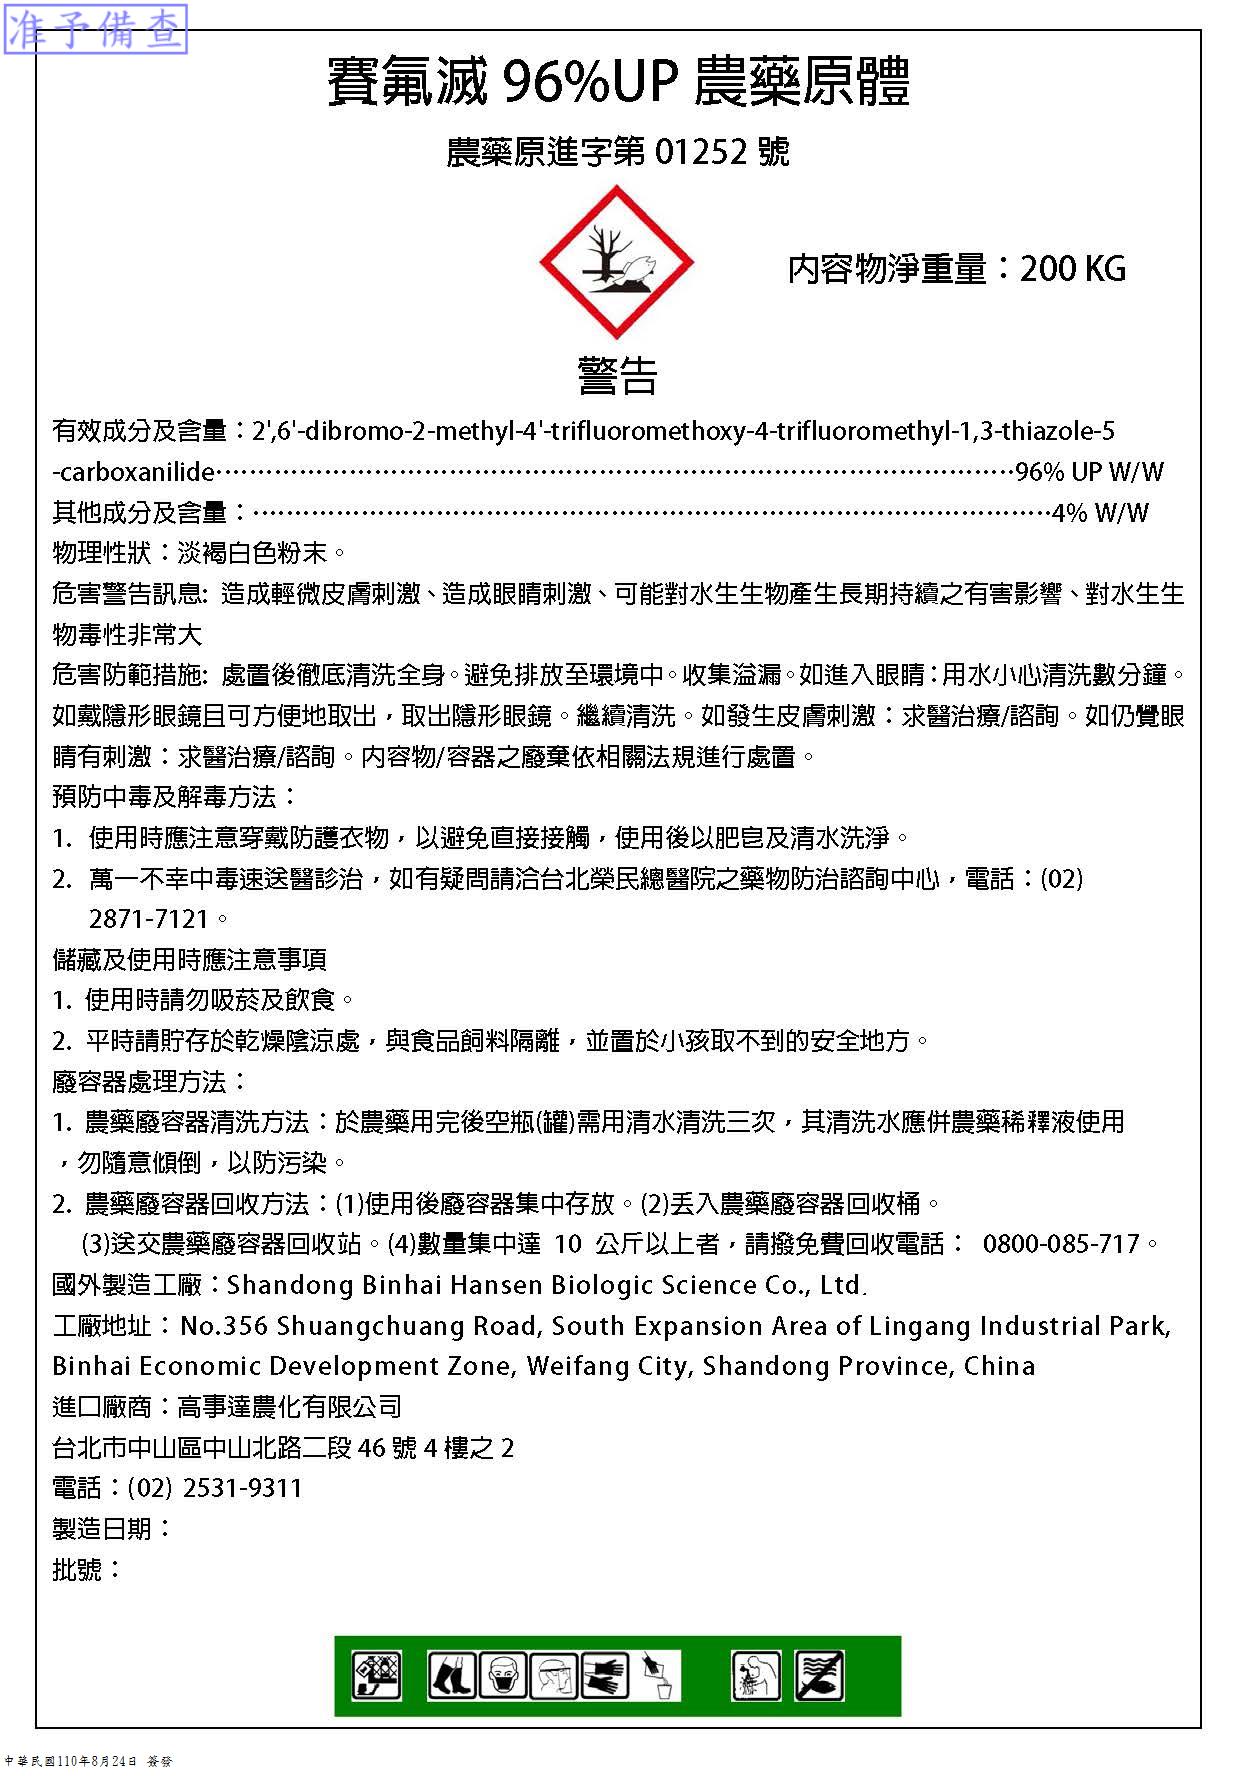 准予備查
賽氟滅 96%UP 農藥原體
農藥原進字第 01252 號
內容物淨重量：200 KG
警告
有效成分及含量：2',6'-dibromo-2-methyl-4'-trifluoromethoxy-4-trifluoromethyl-1,3-thiazole-5
-carboxanilide⋯⋯⋯⋯⋯⋯⋯⋯⋯⋯⋯⋯⋯⋯⋯⋯⋯⋯⋯⋯⋯⋯⋯⋯⋯⋯⋯⋯⋯⋯⋯⋯96% UP W/W
其他成分及含量：⋯⋯⋯⋯⋯⋯⋯⋯⋯⋯⋯⋯⋯⋯⋯⋯⋯⋯⋯⋯⋯⋯⋯⋯⋯⋯⋯⋯⋯⋯⋯⋯4% W/W
物理性狀：淡褐白色粉末。
危害警告訊息: 造成輕微皮膚刺激、造成眼睛刺激、可能對水生生物產生長期持續之有害影響、對水生生
物毒性非常大
危害防範措施: 處置後徹底清洗全身。避免排放至環境中。收集溢漏。如進入眼睛：用水小心清洗數分鐘。
如戴隱形眼鏡且可方便地取出，取出隱形眼鏡。繼續清洗。如發生皮膚刺激：求醫治療/諮詢。如仍覺眼
睛有刺激：求醫治療/諮詢。內容物/容器之廢棄依相關法規進行處置。
預防中毒及解毒方法：
1. 使用時應注意穿戴防護衣物，以避免直接接觸，使用後以肥皂及清水洗淨。
2. 萬一不幸中毒速送醫診治，如有疑問請洽台北榮民總醫院之藥物防治諮詢中心，電話：(02)
2871-7121。
儲藏及使用時應注意事項
1. 使用時請勿吸菸及飲食。
2. 平時請貯存於乾燥陰涼處，與食品飼料隔離，並置於小孩取不到的安全地方。
廢容器處理方法：
1. 農藥廢容器清洗方法：於農藥用完後空瓶(罐)需用清水清洗三次，其清洗水應併農藥稀釋液使用
，勿隨意傾倒，以防污染。
2. 農藥廢容器回收方法：(1)使用後廢容器集中存放。(2)丟入農藥廢容器回收桶。
(3)送交農藥廢容器回收站。(4)數量集中達 10 公斤以上者，請撥免費回收電話： 0800-085-717。
國外製造工廠：Shandong Binhai Hansen Biologic Science Co., Ltd.
工廠地址：No.356 Shuangchuang Road, South Expansion Area of Lingang Industrial Park,
Binhai Economic Development Zone, Weifang City, Shandong Province, China
進口廠商：高事達農化有限公司
台北市中山區中山北路二段 46 號 4 樓之 2
電話：(02) 2531-9311
製造日期：
批號：
中華民國110年8月24日 簽發